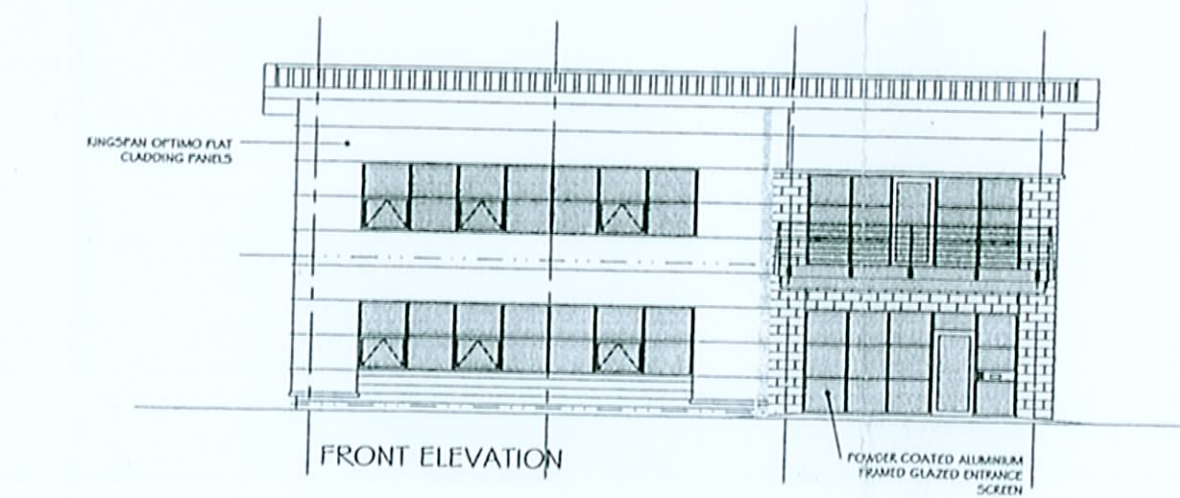 KINGSPAN OPTIMO FLAT
CLADDING PANELS
FRONT ELEVATION
POWDER COATED ALUMINIUM
FRAMED GLAZED ENTRANCE
SCREEN